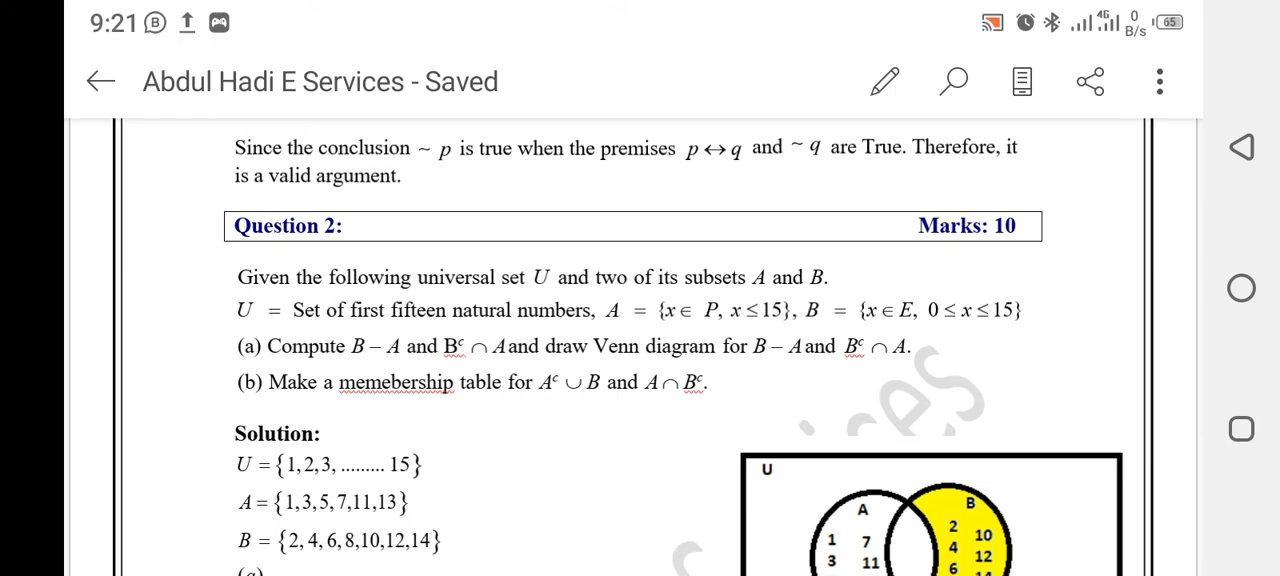 9:21
4G 0 B/s 65
Abdul Hadi E Services - Saved
Since the conclusion ~ p is true when the premises p ↔ q and ~ q are True. Therefore, it
is a valid argument.
Question 2: Marks: 10
Given the following universal set U and two of its subsets A and B.
U = Set of first fifteen natural numbers, A = {x ∈ P, x ≤ 15}, B = {x ∈ E, 0 ≤ x ≤ 15}
(a) Compute B – A and Bᶜ ∩ A and draw Venn diagram for B – A and Bᶜ ∩ A.
(b) Make a memebership table for Aᶜ ∪ B and A ∩ Bᶜ.
Solution:
U = {1, 2, 3, ......... 15}
A = {1, 3, 5, 7, 11, 13}
B = {2, 4, 6, 8, 10, 12, 14}
(a)
U
A B
1 7 2 10
3 11 4 12
6 14